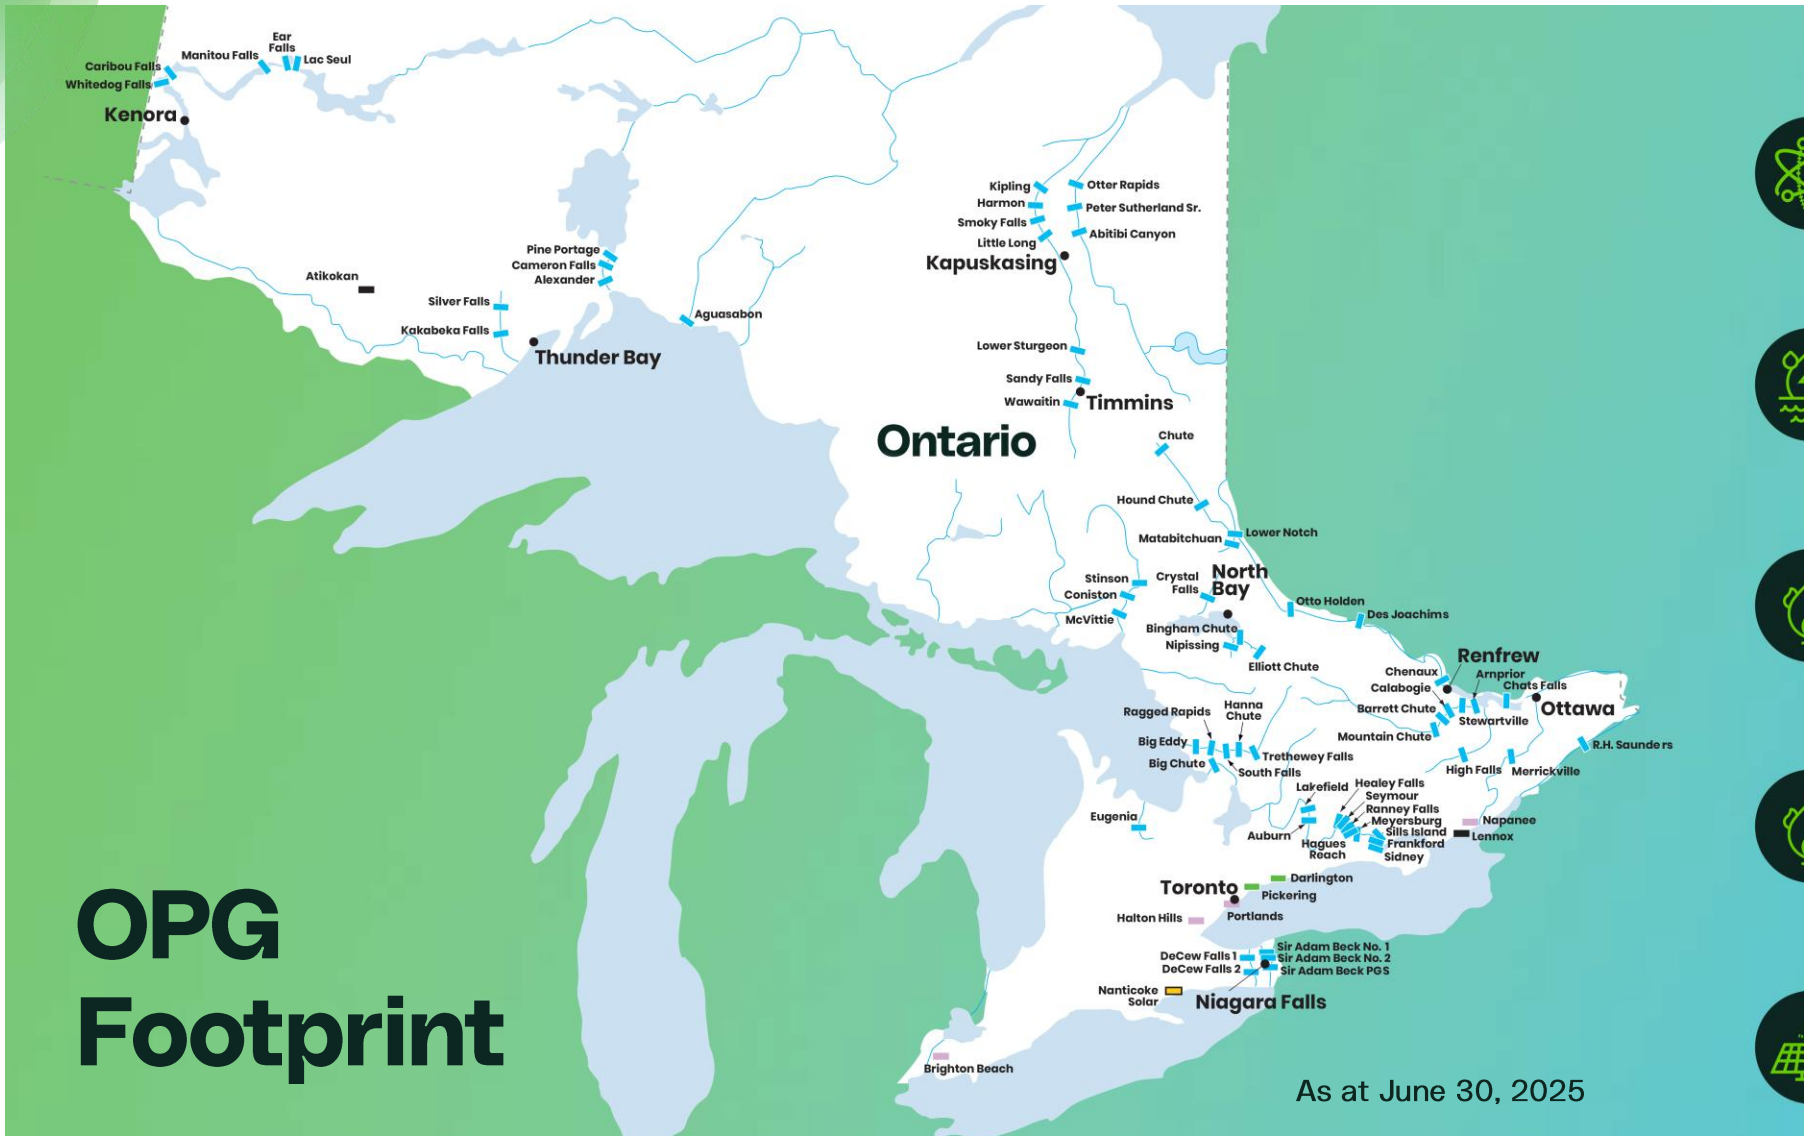 Ear
Falls
Manitou Falls
Lac Seul
Caribou Falls
Whitedog Falls
Kenora
Kipling
Otter Rapids
Harmon
Peter Sutherland Sr.
Smoky Falls
Abitibi Canyon
Little Long
Kapuskasing
Pine Portage
Cameron Falls
Alexander
Atikokan
Silver Falls
Aguasabon
Kakabeka Falls
Thunder Bay
Lower Sturgeon
Sandy Falls
Wawaitin
Timmins
Ontario
Chute
Hound Chute
Lower Notch
Matabitchuan
North
Bay
Stinson
Crystal
Falls
Coniston
McVittie
Otto Holden
Des Joachims
Bingham Chute
Nipissing
Elliott Chute
Renfrew
Chenaux
Arnprior
Calabogie
Chats Falls
Barrett Chute
Ottawa
Stewartville
Mountain Chute
R.H. Saunders
High Falls
Merrickville
Ragged Rapids
Hanna
Chute
Big Eddy
Trethewey Falls
Big Chute
South Falls
Lakefield
Healey Falls
Seymour
Ranney Falls
Meyersburg
Sills Island
Frankford
Sidney
Eugenia
Auburn
Hagues
Reach
Napanee
Lennox
Darlington
Toronto
Pickering
Portlands
Halton Hills
Sir Adam Beck No. 1
DeCew Falls 1
Sir Adam Beck No. 2
DeCew Falls 2
Sir Adam Beck PGS
Nanticoke
Solar
Niagara Falls
Brighton Beach
OPG
Footprint
As at June 30, 2025